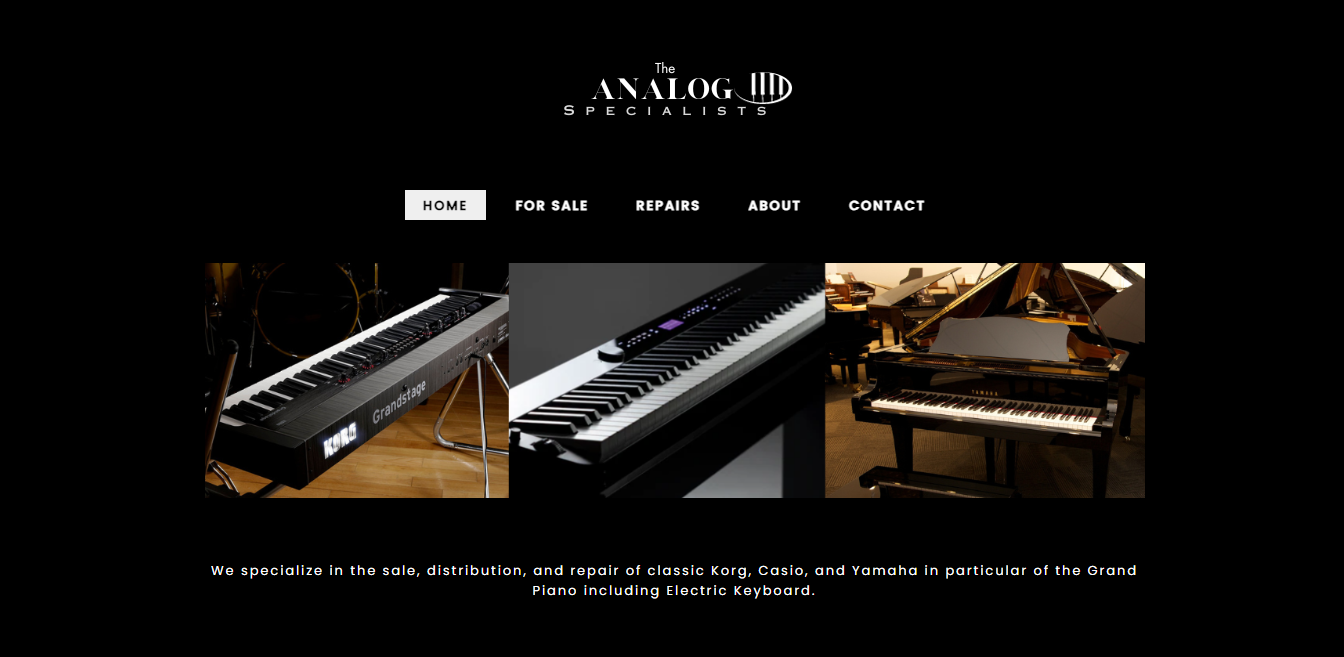 The
ANALOG
SPECIALISTS
HOME FOR SALE REPAIRS ABOUT CONTACT
KORG Grandstage
YAMAHA
We specialize in the sale, distribution, and repair of classic Korg, Casio, and Yamaha in particular of the Grand
Piano including Electric Keyboard.